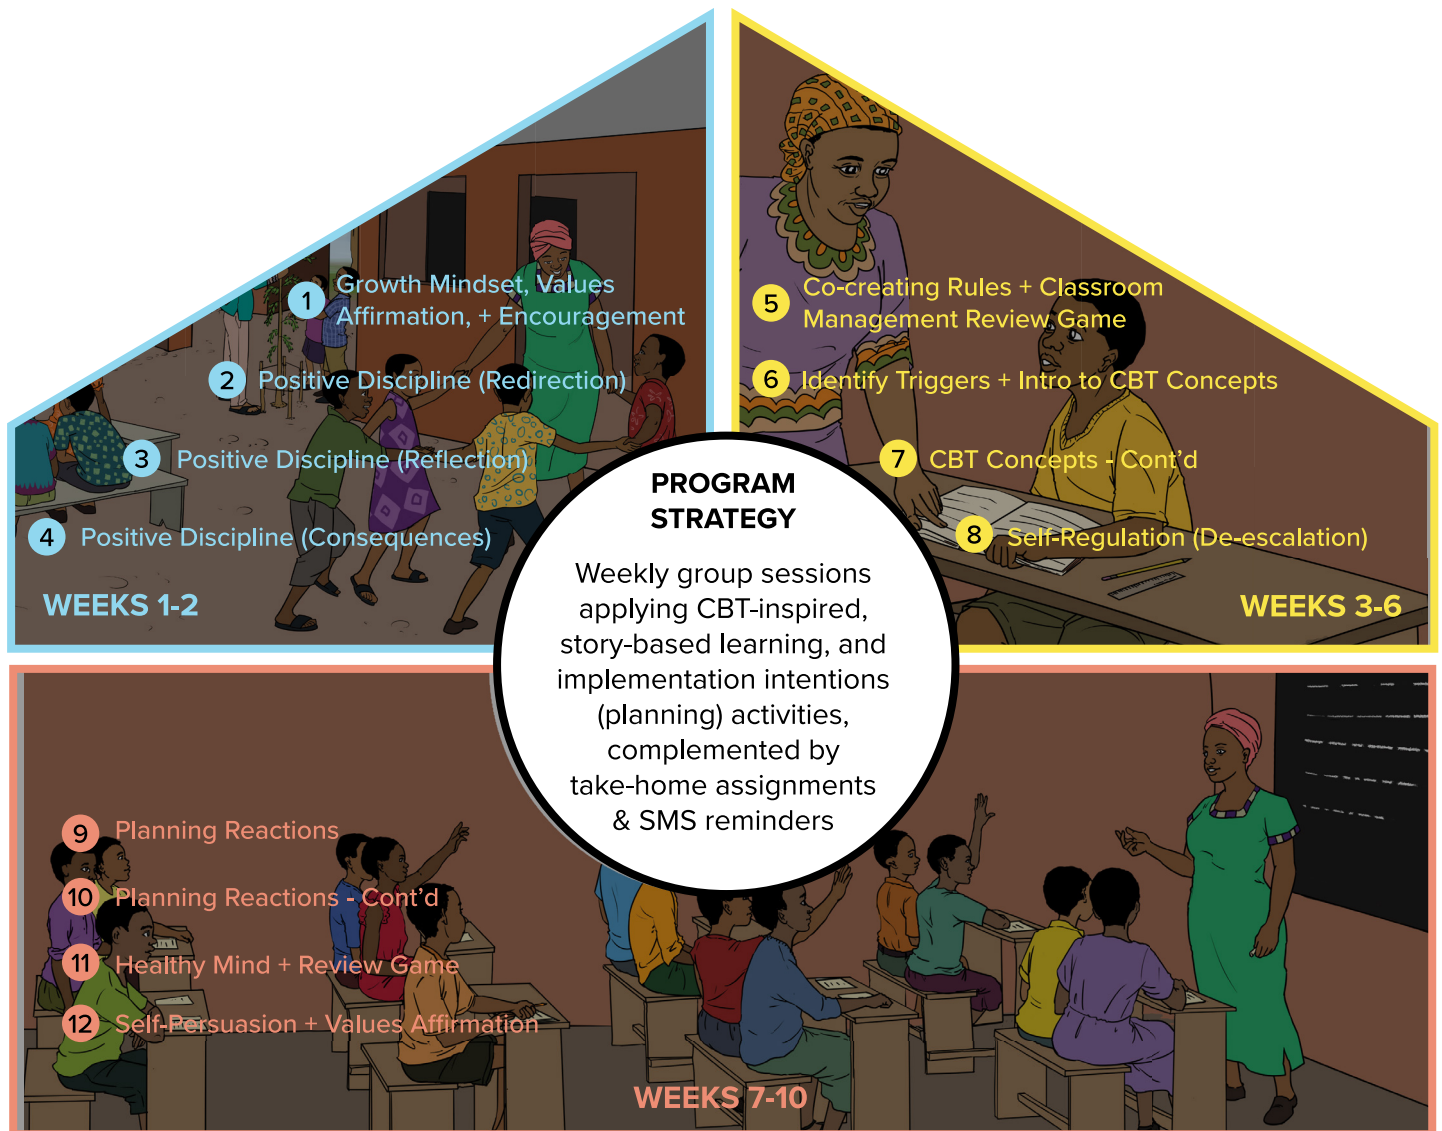 1 Growth Mindset, Values
Affirmation, + Encouragement
2 Positive Discipline (Redirection)
3 Positive Discipline (Reflection)
4 Positive Discipline (Consequences)
WEEKS 1-2
5 Co-creating Rules + Classroom
Management Review Game
6 Identify Triggers + Intro to CBT Concepts
7 CBT Concepts - Cont’d
8 Self-Regulation (De-escalation)
WEEKS 3-6
PROGRAM
STRATEGY
Weekly group sessions
applying CBT-inspired,
story-based learning, and
implementation intentions
(planning) activities,
complemented by
take-home assignments
& SMS reminders
9 Planning Reactions
10 Planning Reactions - Cont’d
11 Healthy Mind + Review Game
12 Self-Persuasion + Values Affirmation
WEEKS 7-10